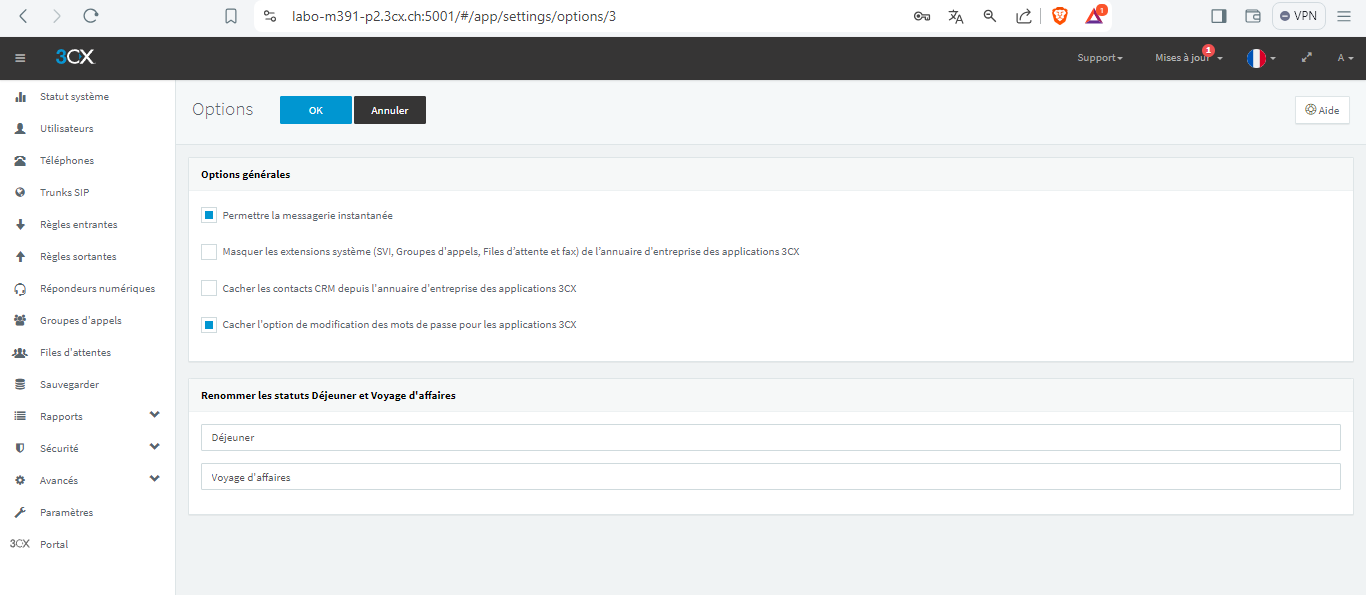 labo-m391-p2.3cx.ch:5001/#/app/settings/options/3
1
VPN
3CX
Support
Mises à jour
1
A
Statut système
Utilisateurs
Téléphones
Trunks SIP
Règles entrantes
Règles sortantes
Répondeurs numériques
Groupes d'appels
Files d'attentes
Sauvegarder
Rapports
Sécurité
Avancés
Paramètres
3CX Portal
Options
OK
Annuler
Aide
Options générales
Permettre la messagerie instantanée
Masquer les extensions système (SVI, Groupes d'appels, Files d’attente et fax) de l’annuaire d'entreprise des applications 3CX
Cacher les contacts CRM depuis l'annuaire d'entreprise des applications 3CX
Cacher l'option de modification des mots de passe pour les applications 3CX
Renommer les statuts Déjeuner et Voyage d'affaires
Déjeuner
Voyage d'affaires